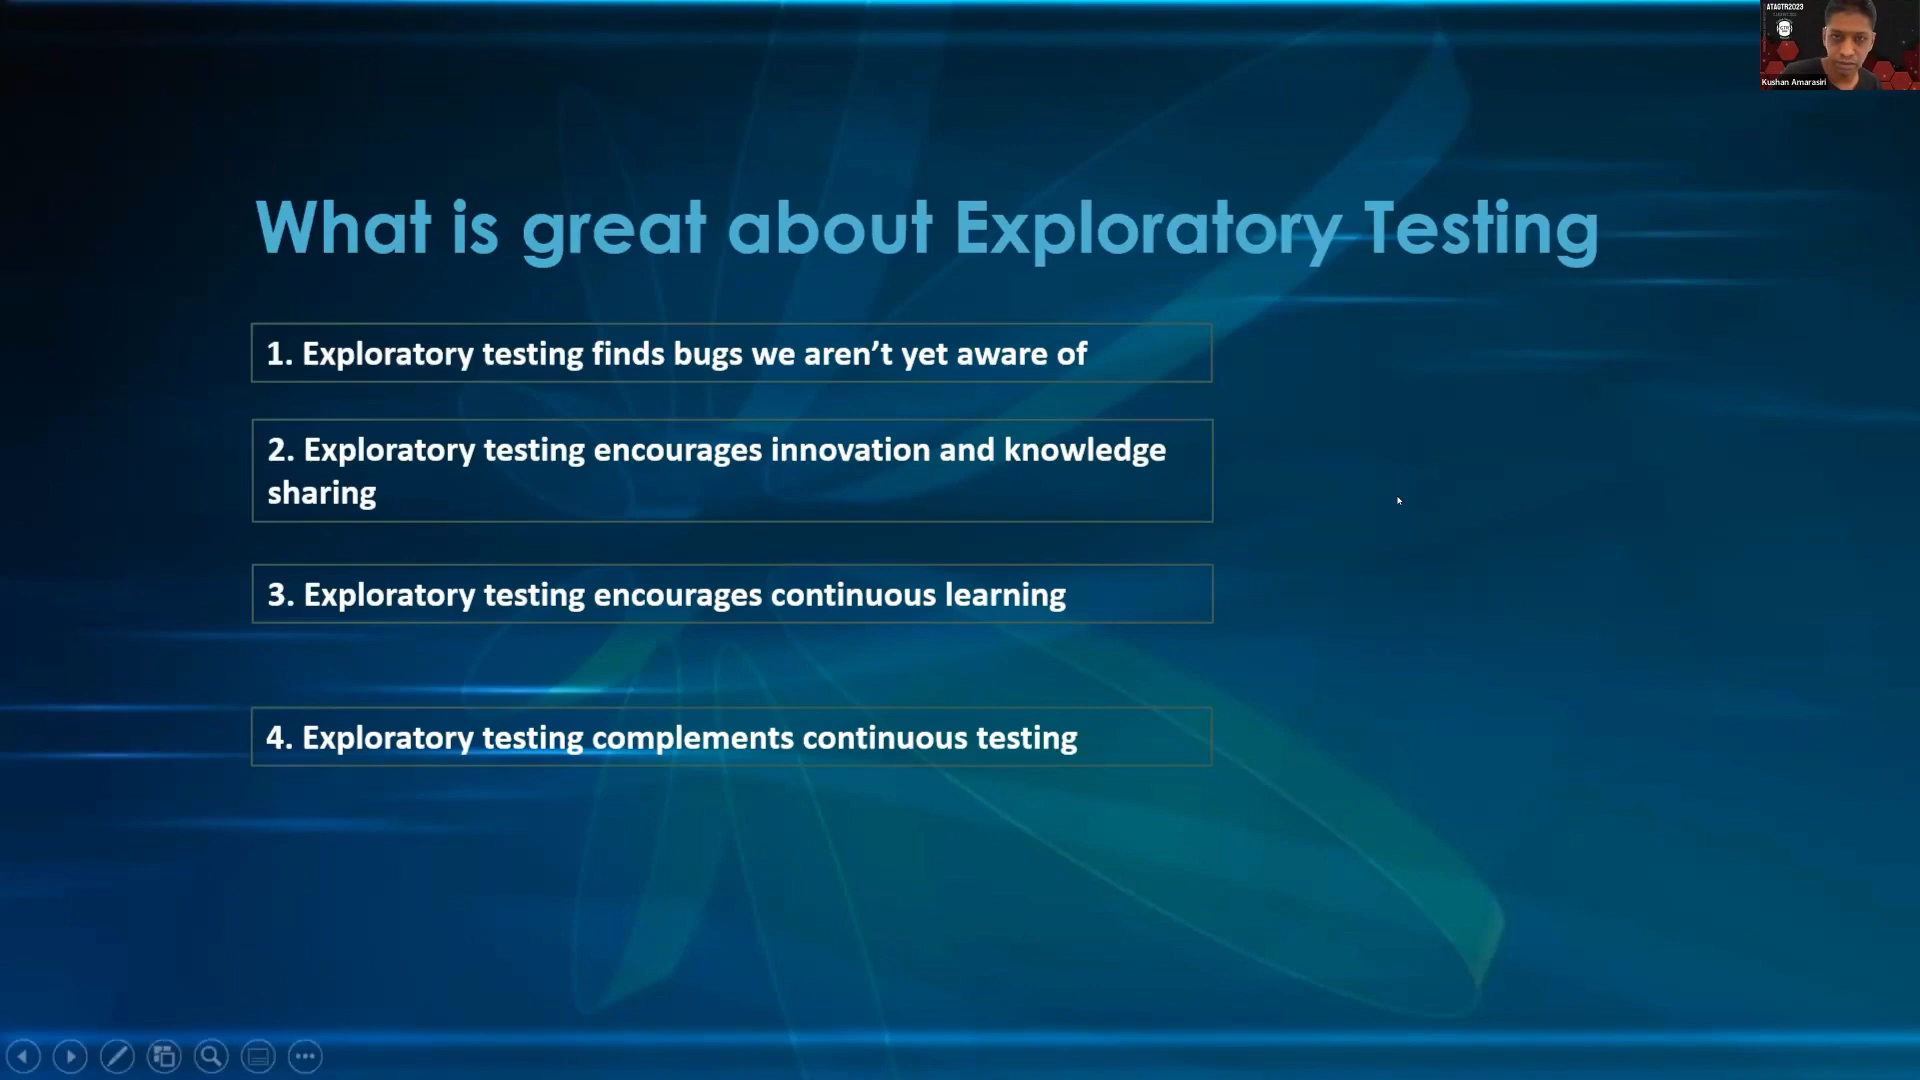 ATAGTR2023
Kushan Amarasiri
What is great about Exploratory Testing
1. Exploratory testing finds bugs we aren’t yet aware of
2. Exploratory testing encourages innovation and knowledge
sharing
3. Exploratory testing encourages continuous learning
4. Exploratory testing complements continuous testing